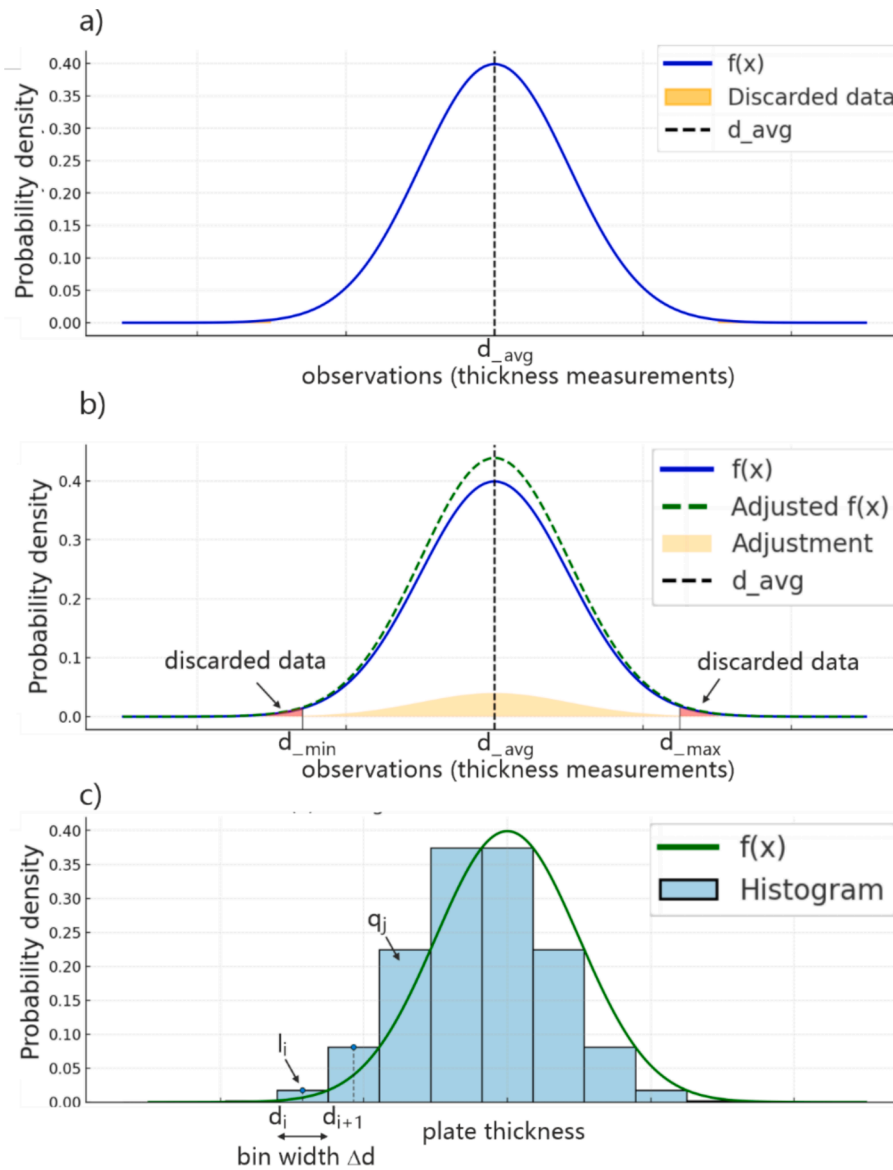 a)
f(x)
Discarded data
d_avg
0.40
0.35
0.30
0.25
0.20
0.15
0.10
0.05
0.00
Probability density
d_avg
observations (thickness measurements)
b)
f(x)
Adjusted f(x)
Adjustment
d_avg
0.4
0.3
0.2
0.1
0.0
Probability density
discarded data
discarded data
d_min
d_avg
d_max
observations (thickness measurements)
c)
f(x)
Histogram
0.40
0.35
0.30
0.25
0.20
0.15
0.10
0.05
0.00
Probability density
q_j
l_i
d_i
d_{i+1}
plate thickness
bin width Δd